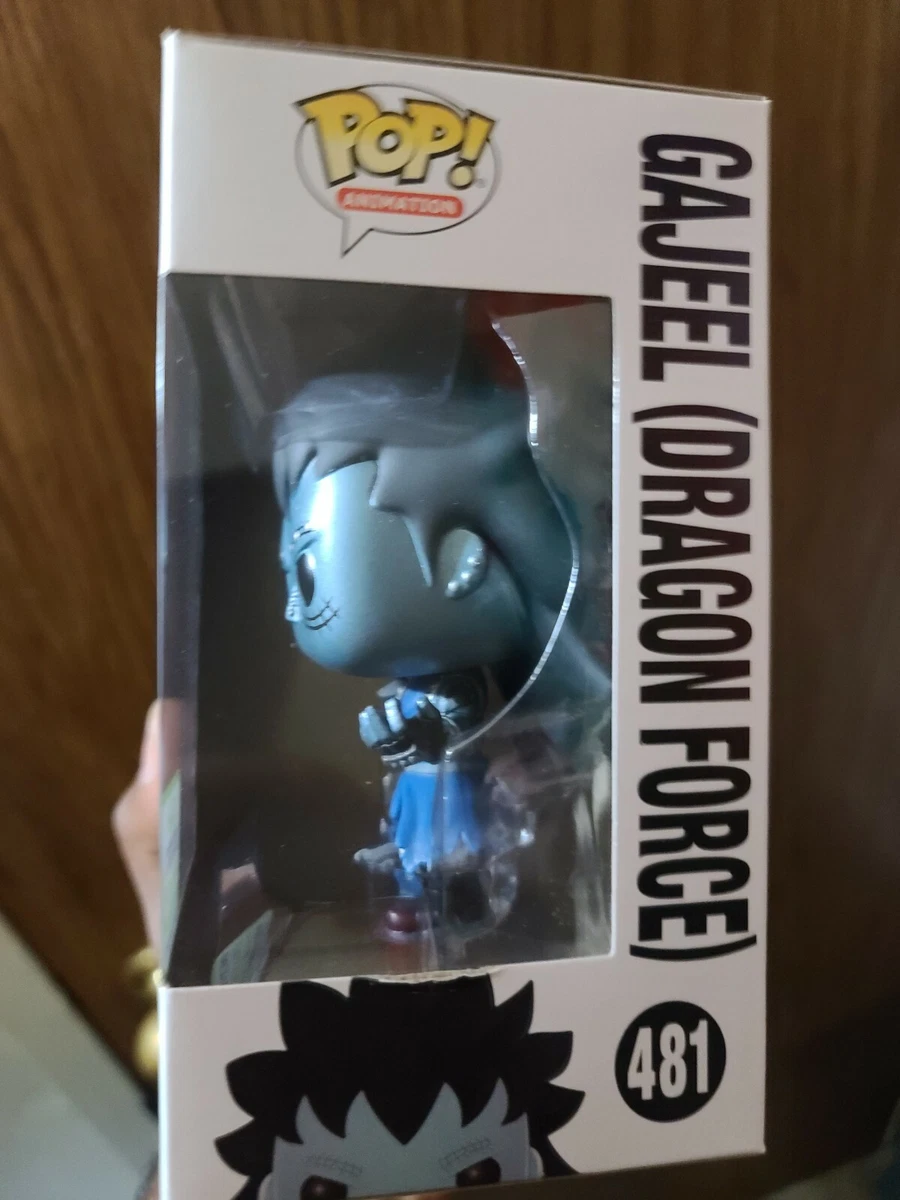 POP!
ANIMATION
GAJEEL (DRAGON FORCE)
481